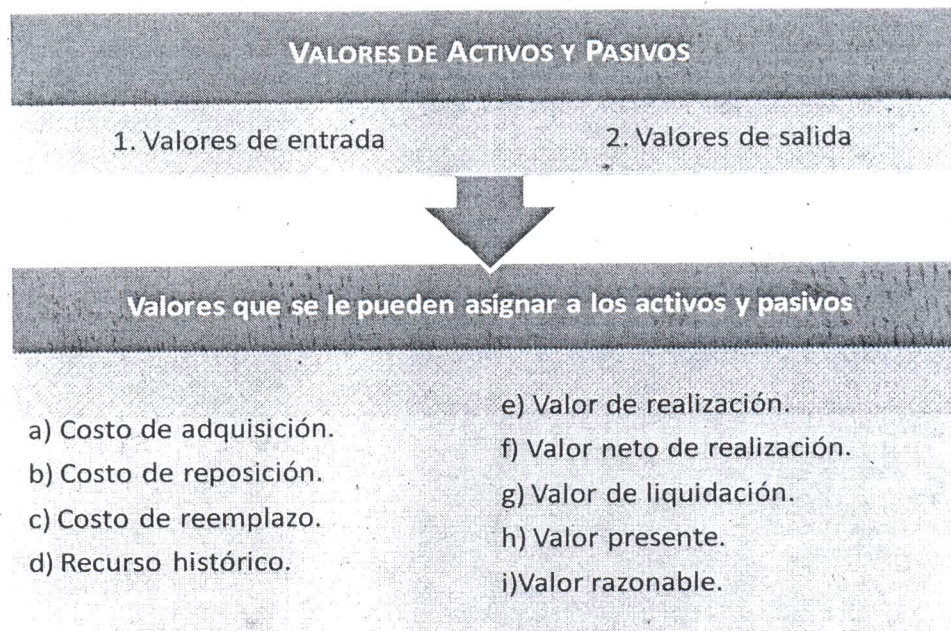 VALORES DE ACTIVOS Y PASIVOS
1. Valores de entrada
2. Valores de salida
Valores que se le pueden asignar a los activos y pasivos
a) Costo de adquisición.
b) Costo de reposición.
c) Costo de reemplazo.
d) Recurso histórico.
e) Valor de realización.
f) Valor neto de realización.
g) Valor de liquidación.
h) Valor presente.
i)Valor razonable.